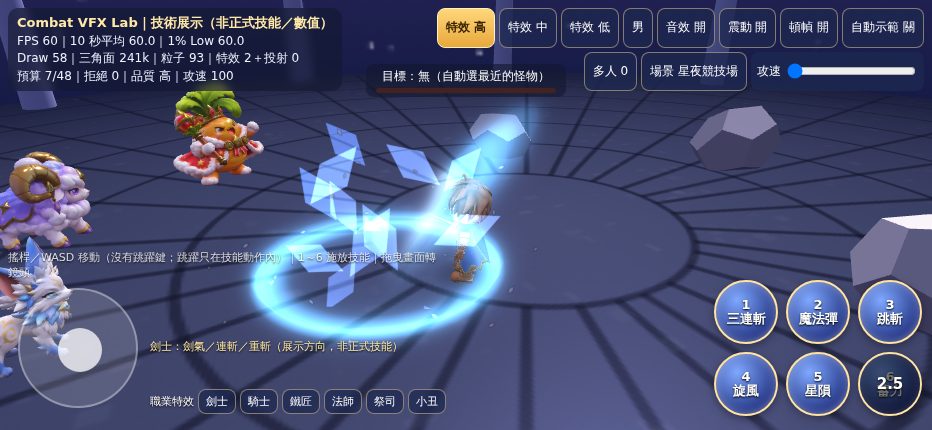 Combat VFX Lab｜技術展示（非正式技能／數值）
FPS 60｜10 秒平均 60.0｜1% Low 60.0
Draw 58｜三角面 241k｜粒子 93｜特效 2＋投射 0
預算 7/48｜拒絕 0｜品質 高｜攻速 100
特效 高
特效 中
特效 低
男
音效 開
震動 開
頓幀 開
自動示範 關
目標：無（自動選最近的怪物）
多人 0
場景 星夜競技場
攻速
搖桿／WASD 移動（沒有跳躍鍵；跳躍只在技能動作內）｜1～6 施放技能｜拖曳畫面轉
鏡頭
劍士：劍氣／連斬／重斬（展示方向，非正式技能）
職業特效
劍士
騎士
鐵匠
法師
祭司
小丑
1
三連斬
2
魔法彈
3
跳斬
4
旋風
5
星隕
2.5